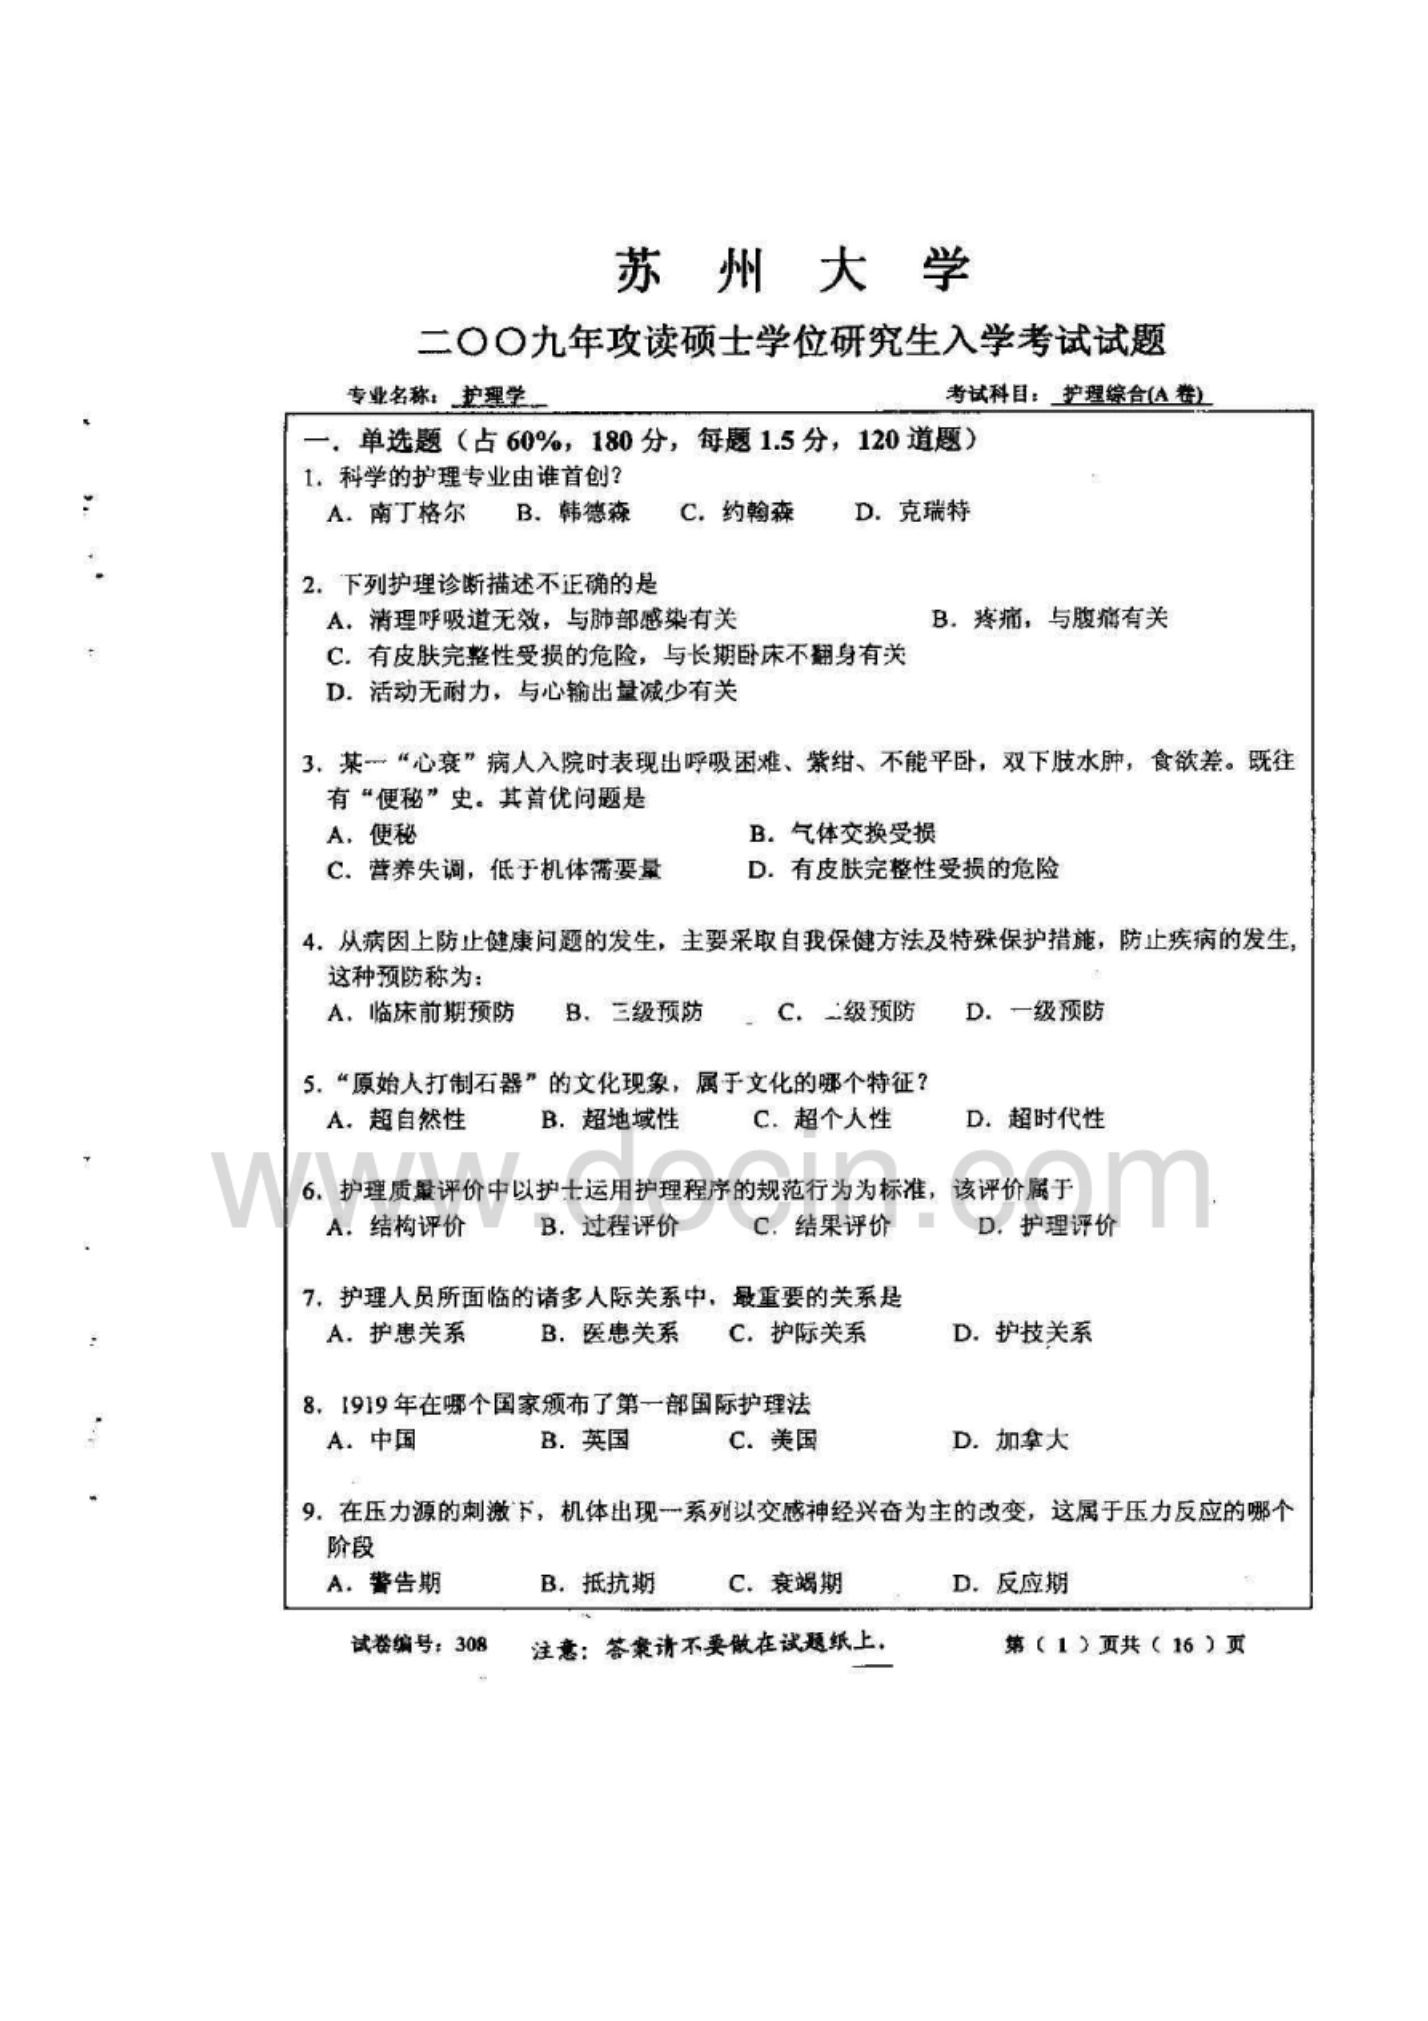 苏 州 大 学
二〇〇九年攻读硕士学位研究生入学考试试题
专业名称：护理学 考试科目：护理综合(A 卷)
一．单选题（占 60%，180 分，每题 1.5 分，120 道题）
1．科学的护理专业由谁首创？
A．南丁格尔 B．韩德森 C．约翰森 D．克瑞特
2．下列护理诊断描述不正确的是
A．清理呼吸道无效，与肺部感染有关 B．疼痛，与腹痛有关
C．有皮肤完整性受损的危险，与长期卧床不翻身有关
D．活动无耐力，与心输出量减少有关
3．某一“心衰”病人入院时表现出呼吸困难、紫绀、不能平卧，双下肢水肿，食欲差。既往
有“便秘”史。其首优问题是
A．便秘 B．气体交换受损
C．营养失调，低于机体需要量 D．有皮肤完整性受损的危险
4．从病因上防止健康问题的发生，主要采取自我保健方法及特殊保护措施，防止疾病的发生，
这种预防称为：
A．临床前期预防 B．三级预防 C．二级预防 D．一级预防
5．“原始人打制石器”的文化现象，属于文化的哪个特征？
A．超自然性 B．超地域性 C．超个人性 D．超时代性
www.docin.com
6．护理质量评价中以护士运用护理程序的规范行为为标准，该评价属于
A．结构评价 B．过程评价 C．结果评价 D．护理评价
7．护理人员所面临的诸多人际关系中，最重要的关系是
A．护患关系 B．医患关系 C．护际关系 D．护技关系
8．1919 年在哪个国家颁布了第一部国际护理法
A．中国 B．英国 C．美国 D．加拿大
9．在压力源的刺激下，机体出现一系列以交感神经兴奋为主的改变，这属于压力反应的哪个
阶段
A．警告期 B．抵抗期 C．衰竭期 D．反应期
试卷编号：308 注意：答案请不要做在试题纸上． 第（ 1 ）页共（ 16 ）页